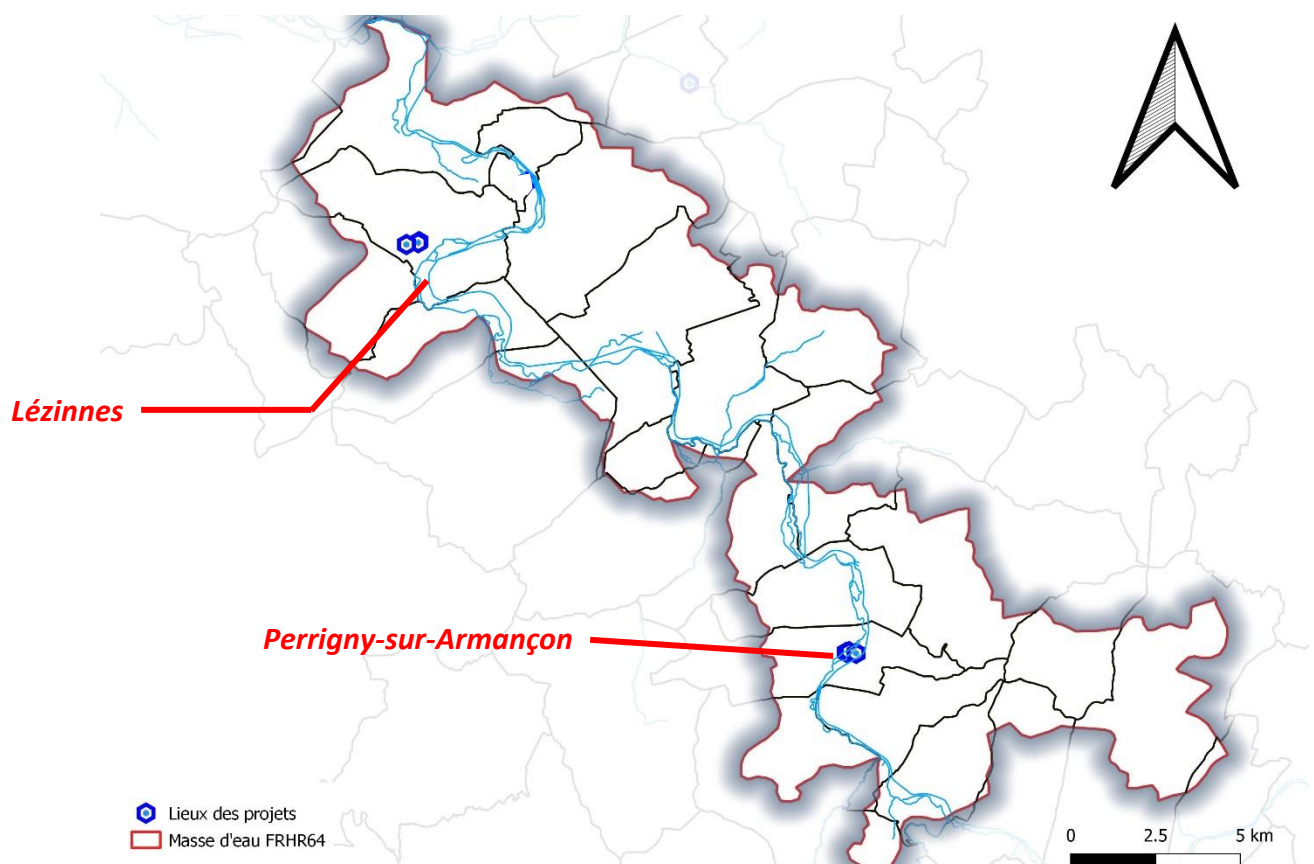 Lézinnes
Perrigny-sur-Armançon
Lieux des projets
Masse d'eau FRHR64
0 2.5 5 km